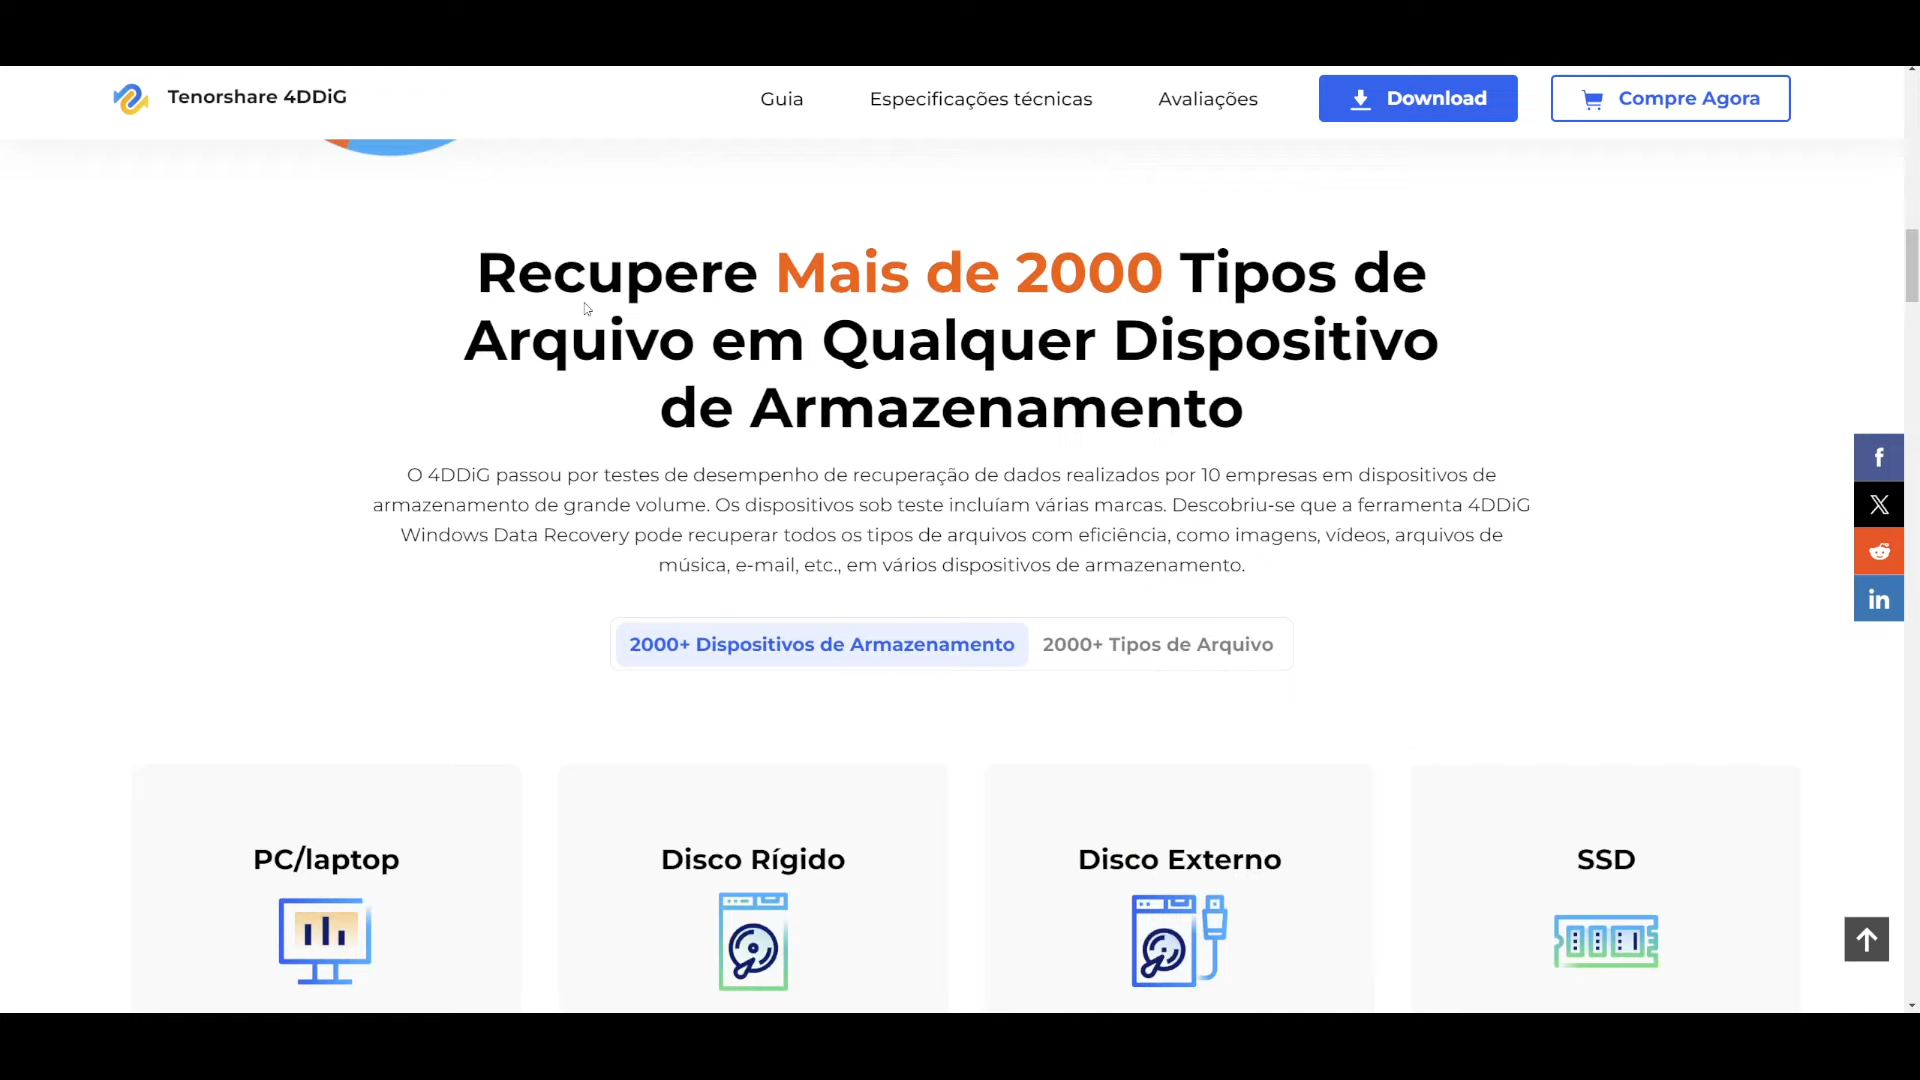 Tenorshare 4DDiG
Guia
Especificações técnicas
Avaliações
Download
Compre Agora
Recupere Mais de 2000 Tipos de
Arquivo em Qualquer Dispositivo
de Armazenamento
O 4DDiG passou por testes de desempenho de recuperação de dados realizados por 10 empresas em dispositivos de
armazenamento de grande volume. Os dispositivos sob teste incluíam várias marcas. Descobriu-se que a ferramenta 4DDiG
Windows Data Recovery pode recuperar todos os tipos de arquivos com eficiência, como imagens, vídeos, arquivos de
música, e-mail, etc., em vários dispositivos de armazenamento.
2000+ Dispositivos de Armazenamento
2000+ Tipos de Arquivo
PC/laptop
Disco Rígido
Disco Externo
SSD